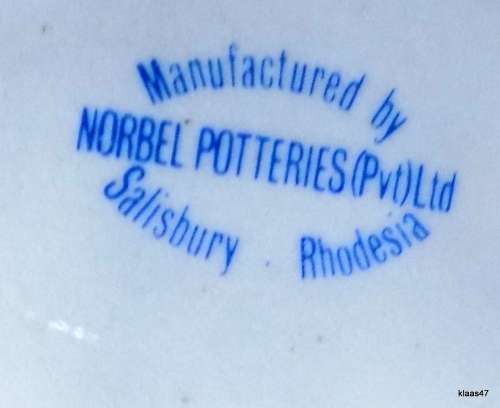 Manufactured by
NORBEL POTTERIES (Pvt) Ltd
Salisbury Rhodesia
klaas47